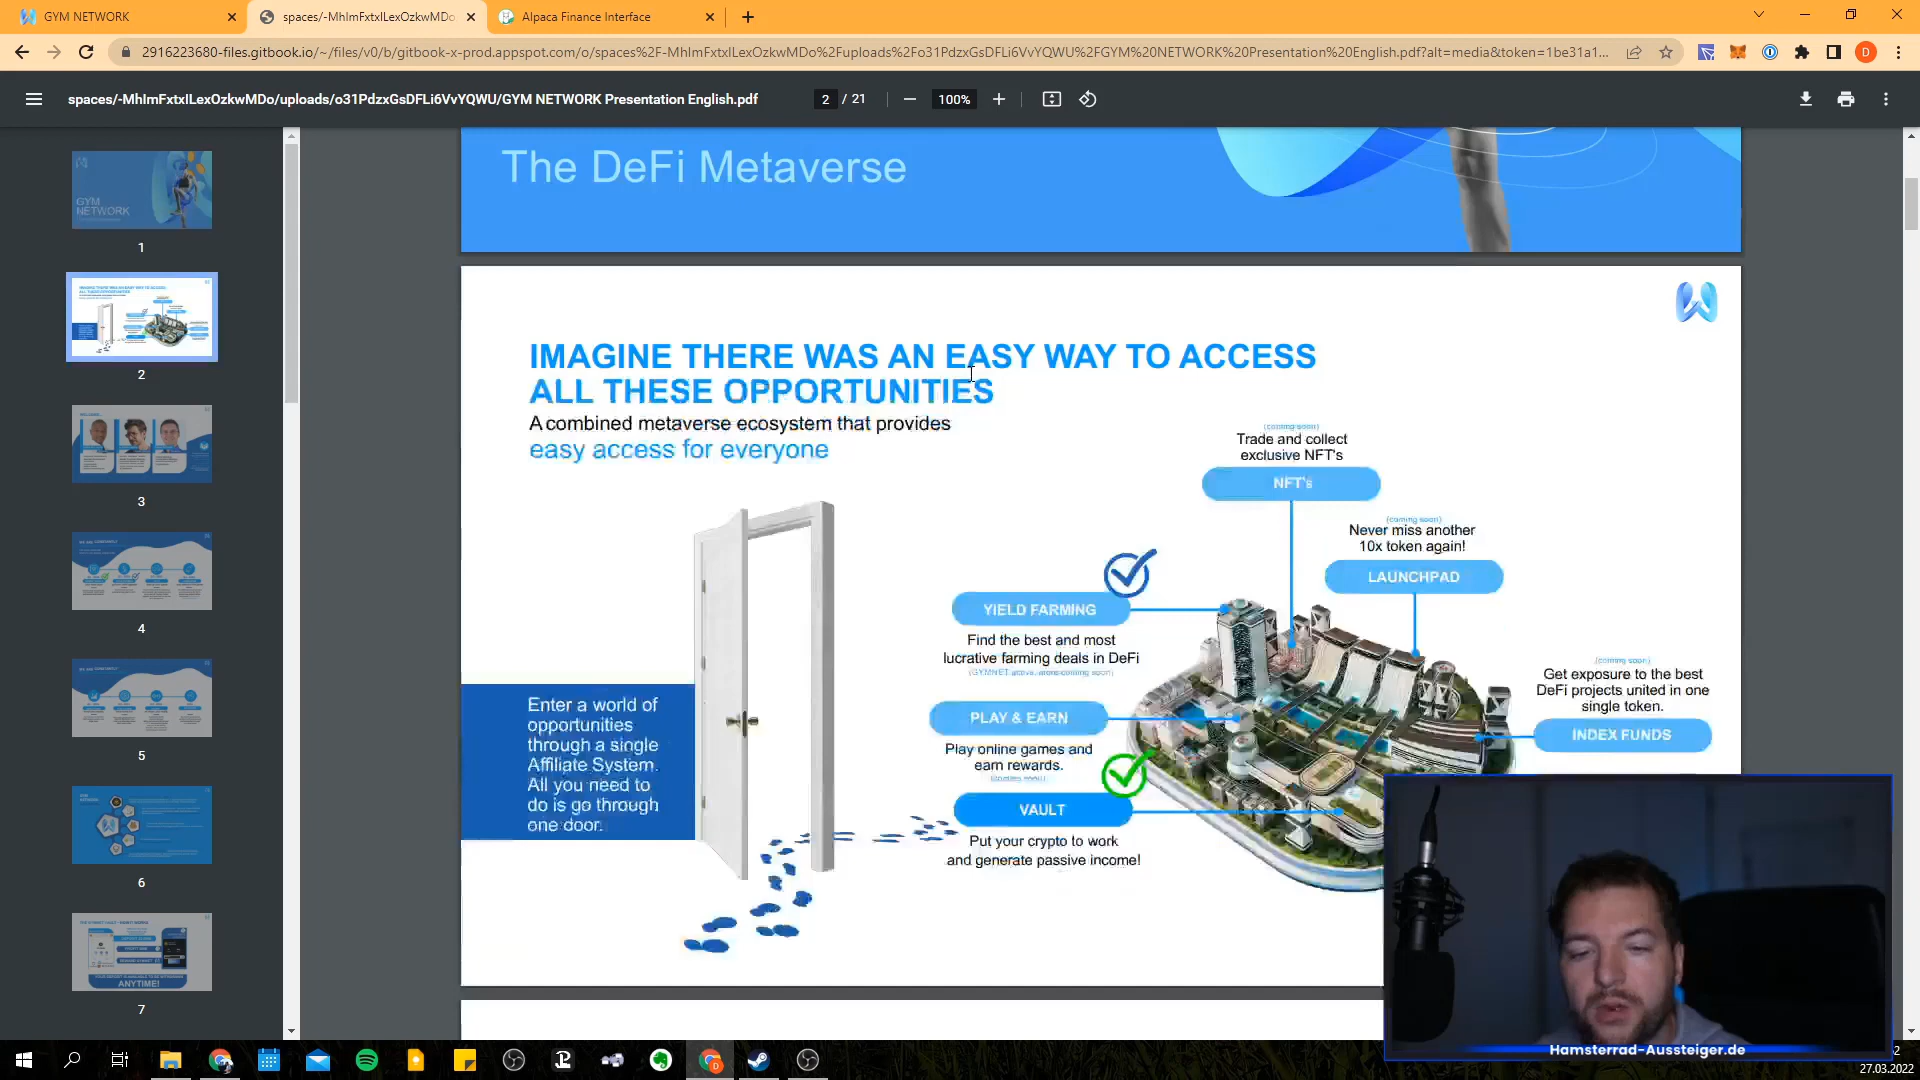 GYM NETWORK
spaces/-MhlmFxtxlLexOzkwMDo
Alpaca Finance Interface
2916223680-files.gitbook.io/~/files/v0/b/gitbook-x-prod.appspot.com/o/spaces%2F-MhlmFxtxlLexOzkwMDo%2Fuploads%2Fo31PdzxGsDFLi6VvYQWU%2FGYM%20NETWORK%20Presentation%20English.pdf?alt=media&token=1be31a1...
D
spaces/-MhlmFxtxlLexOzkwMDo/uploads/o31PdzxGsDFLi6VvYQWU/GYM NETWORK Presentation English.pdf
2 / 21
100%
GYM
NETWORK
1
2
3
4
5
6
ANYTIME!
7
The DeFi Metaverse
IMAGINE THERE WAS AN EASY WAY TO ACCESS
ALL THESE OPPORTUNITIES
A combined metaverse ecosystem that provides
easy access for everyone
Enter a world of
opportunities
through a single
Affiliate System.
All you need to
do is go through
one door.
(coming soon)
Trade and collect
exclusive NFT's
NFT's
(coming soon)
Never miss another
10x token again!
LAUNCHPAD
YIELD FARMING
Find the best and most
lucrative farming deals in DeFi
PLAY & EARN
Play online games and
earn rewards.
VAULT
Put your crypto to work
and generate passive income!
(coming soon)
Get exposure to the best
DeFi projects united in one
single token.
INDEX FUNDS
Hamsterrad-Aussteiger.de
27.03.2022